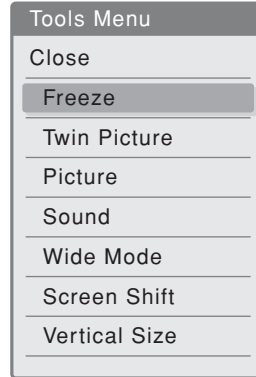 Tools Menu
Close
Freeze
Twin Picture
Picture
Sound
Wide Mode
Screen Shift
Vertical Size